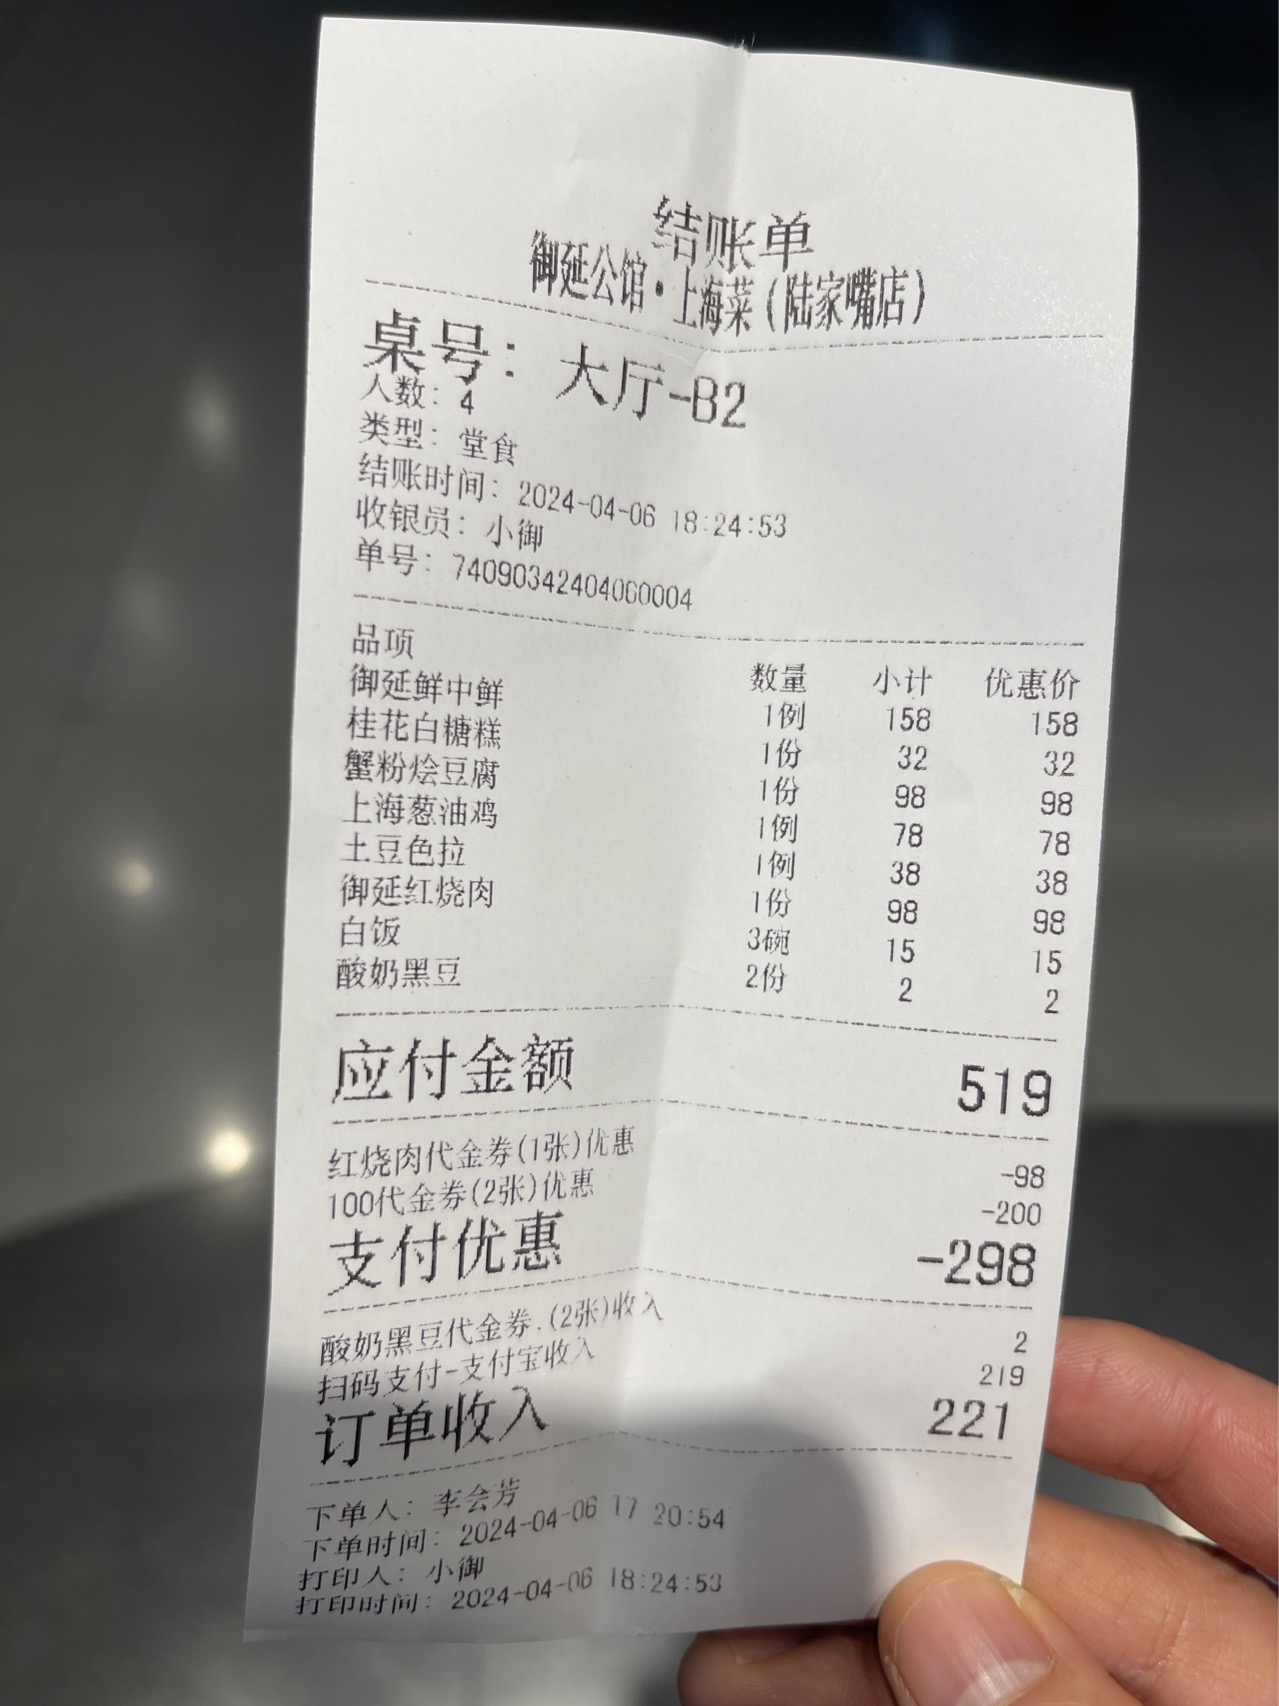 结账单
御延公馆·上海菜(陆家嘴店)
桌号: 大厅-B2
人数: 4
类型: 堂食
结账时间: 2024-04-06 18:24:53
收银员: 小御
单号: 74090342404060004
品项 数量 小计 优惠价
御延鲜中鲜 1例 158 158
桂花白糖糕 1份 32 32
蟹粉烩豆腐 1份 98 98
上海葱油鸡 1例 78 78
土豆色拉 1例 38 38
御延红烧肉 1份 98 98
白饭 3碗 15 15
酸奶黑豆 2份 2 2
应付金额 519
红烧肉代金券(1张)优惠 -98
100代金券(2张)优惠 -200
支付优惠 -298
酸奶黑豆代金券.(2张)收入 2
扫码支付-支付宝收入 219
订单收入 221
下单人: 李会芳
下单时间: 2024-04-06 17 20:54
打印人: 小御
打印时间: 2024-04-06 18:24:53